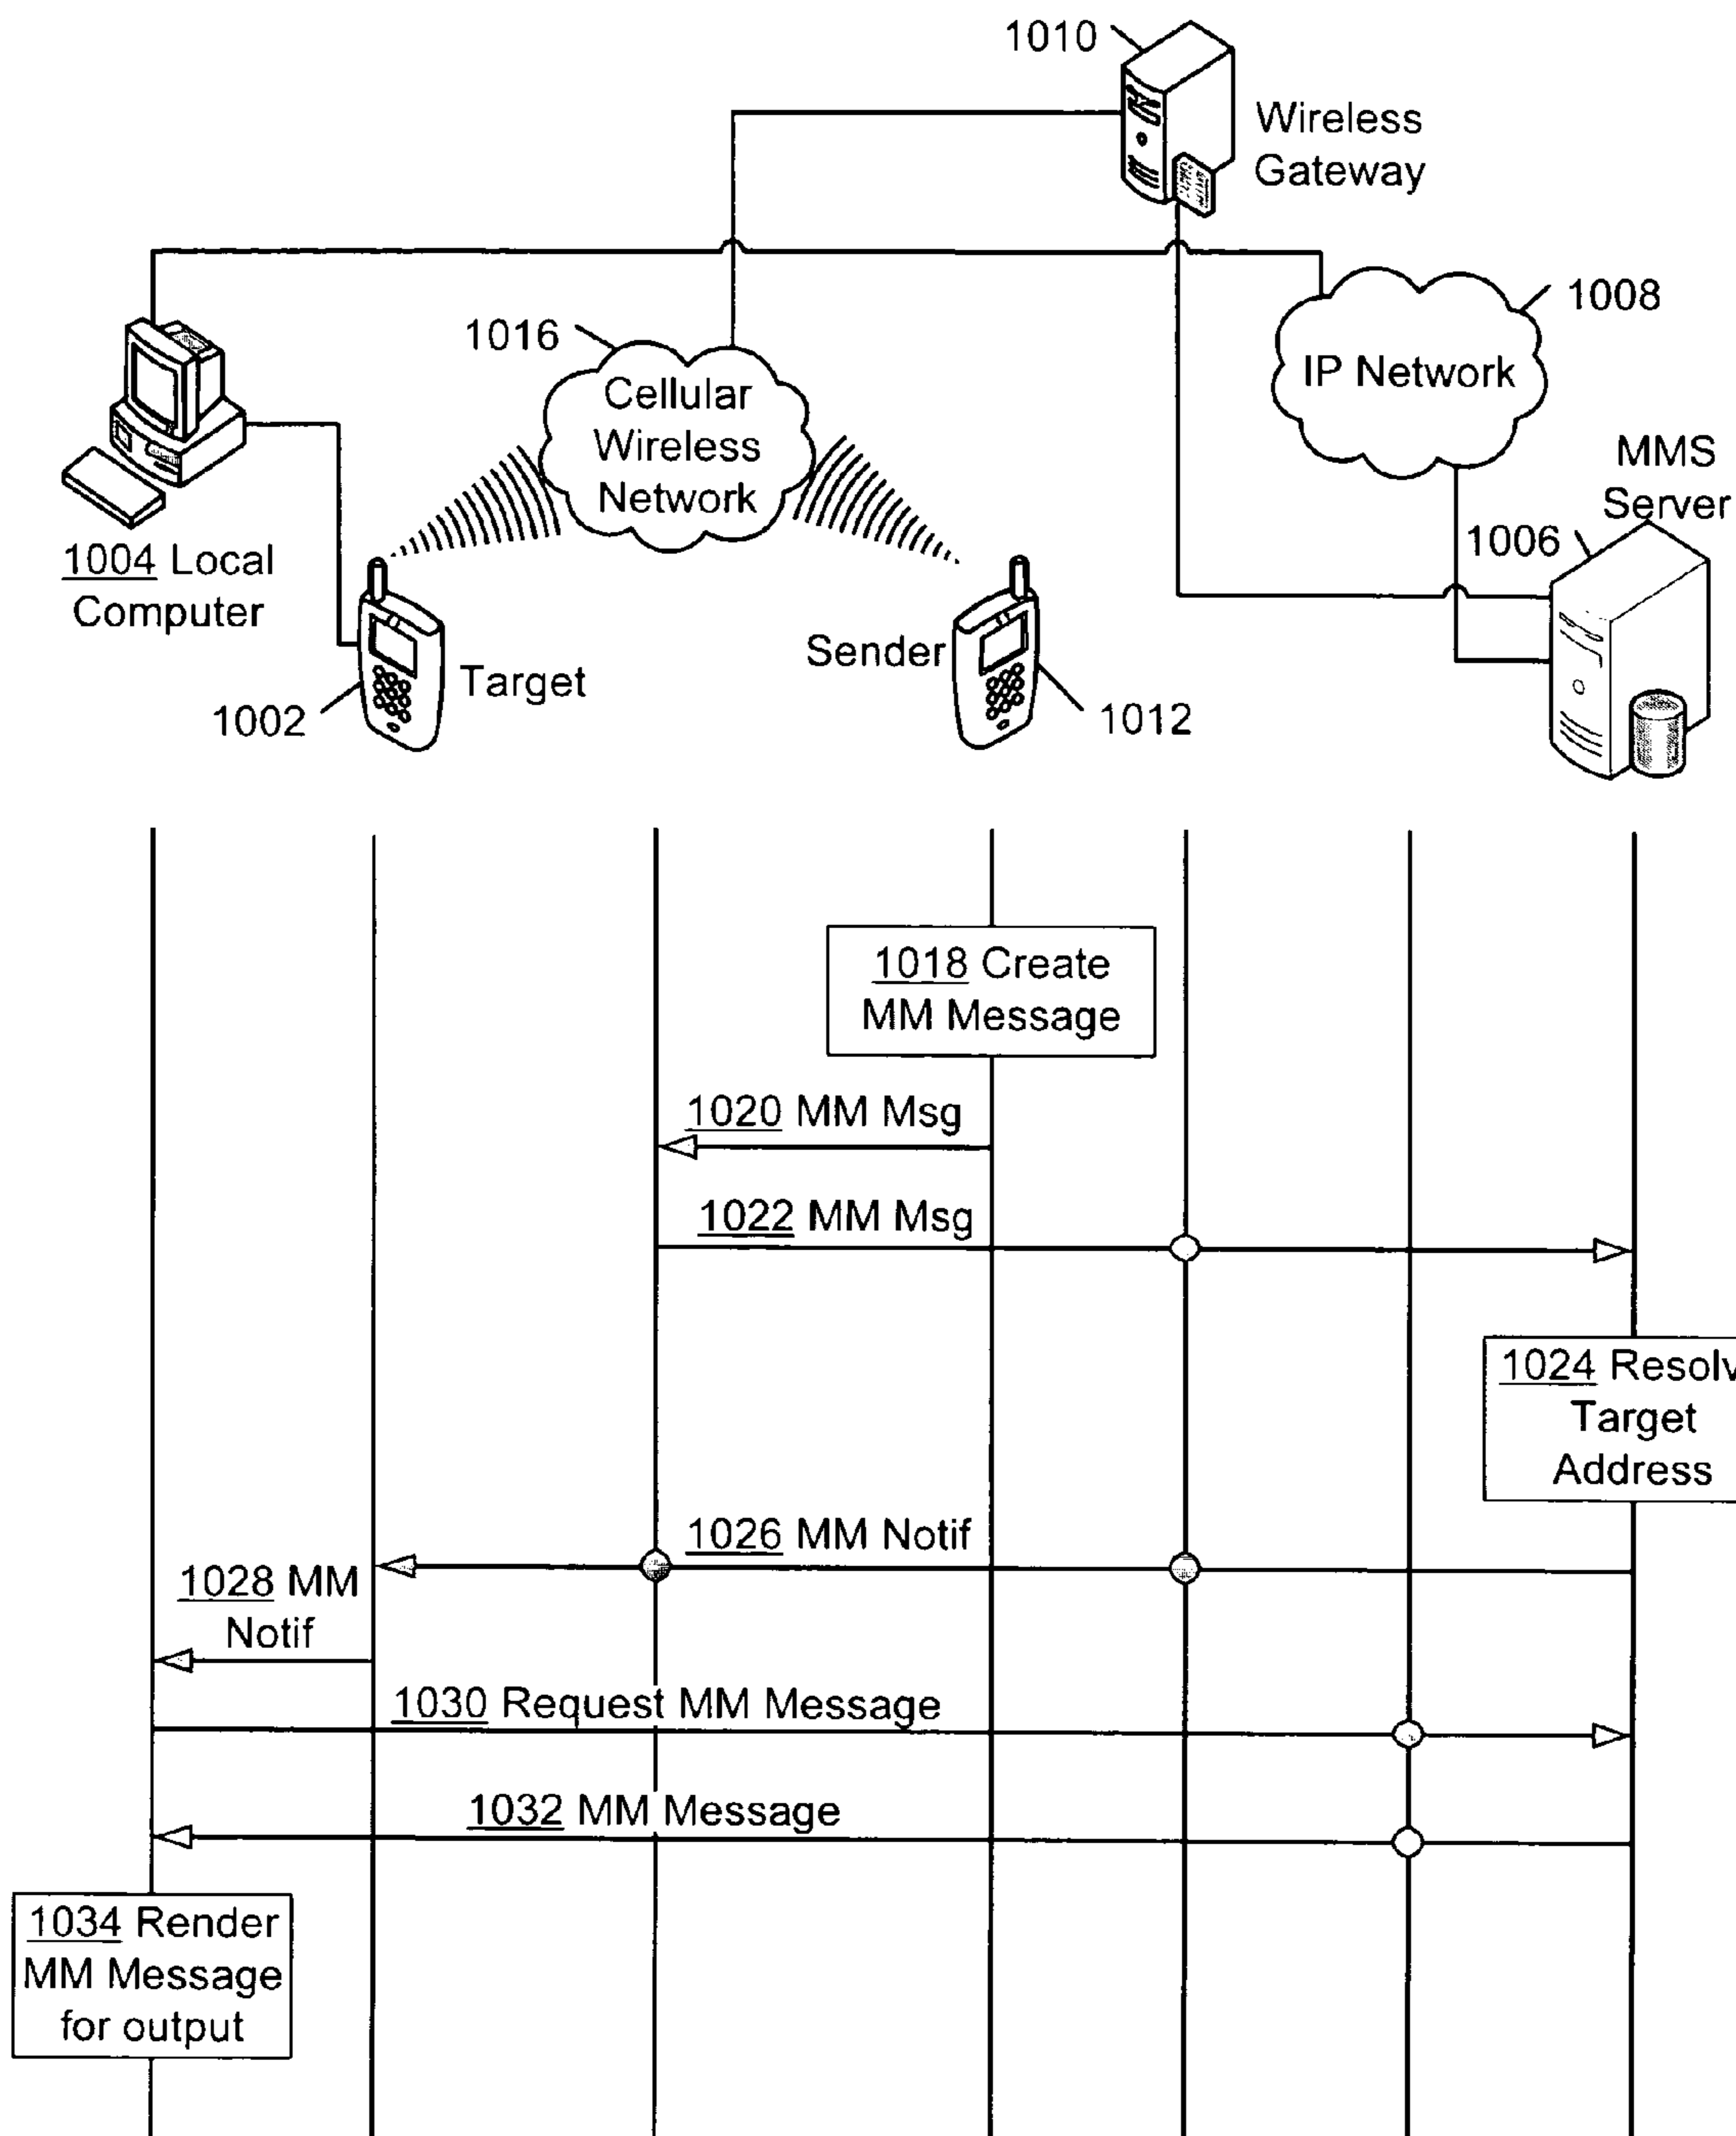 1010
Wireless
Gateway
1008
IP Network
1016
Cellular
Wireless
Network
MMS
Server
1006
1004 Local
Computer
Target
1002
Sender
1012
1018 Create
MM Message
1020 MM Msg
1022 MM Msg
1024 Resolv
Target
Address
1026 MM Notif
1028 MM
Notif
1030 Request MM Message
1032 MM Message
1034 Render
MM Message
for output